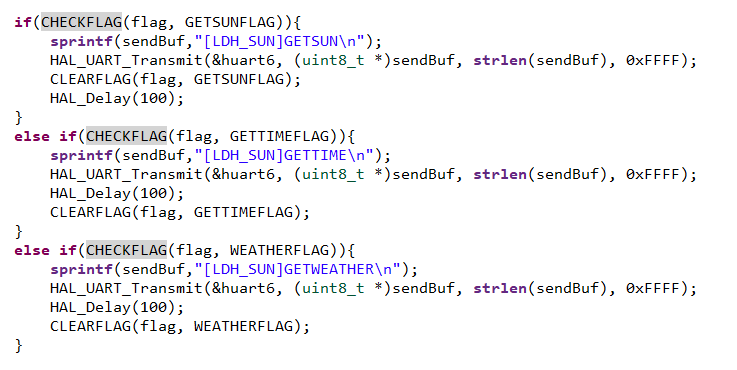 if(CHECKFLAG(flag, GETSUNFLAG)){
    sprintf(sendBuf,"[LDH_SUN]GETSUN\n");
    HAL_UART_Transmit(&huart6, (uint8_t *)sendBuf, strlen(sendBuf), 0xFFFF);
    CLEARFLAG(flag, GETSUNFLAG);
    HAL_Delay(100);
}
else if(CHECKFLAG(flag, GETTIMEFLAG)){
    sprintf(sendBuf,"[LDH_SUN]GETTIME\n");
    HAL_UART_Transmit(&huart6, (uint8_t *)sendBuf, strlen(sendBuf), 0xFFFF);
    HAL_Delay(100);
    CLEARFLAG(flag, GETTIMEFLAG);
}
else if(CHECKFLAG(flag, WEATHERFLAG)){
    sprintf(sendBuf,"[LDH_SUN]GETWEATHER\n");
    HAL_UART_Transmit(&huart6, (uint8_t *)sendBuf, strlen(sendBuf), 0xFFFF);
    HAL_Delay(100);
    CLEARFLAG(flag, WEATHERFLAG);
}